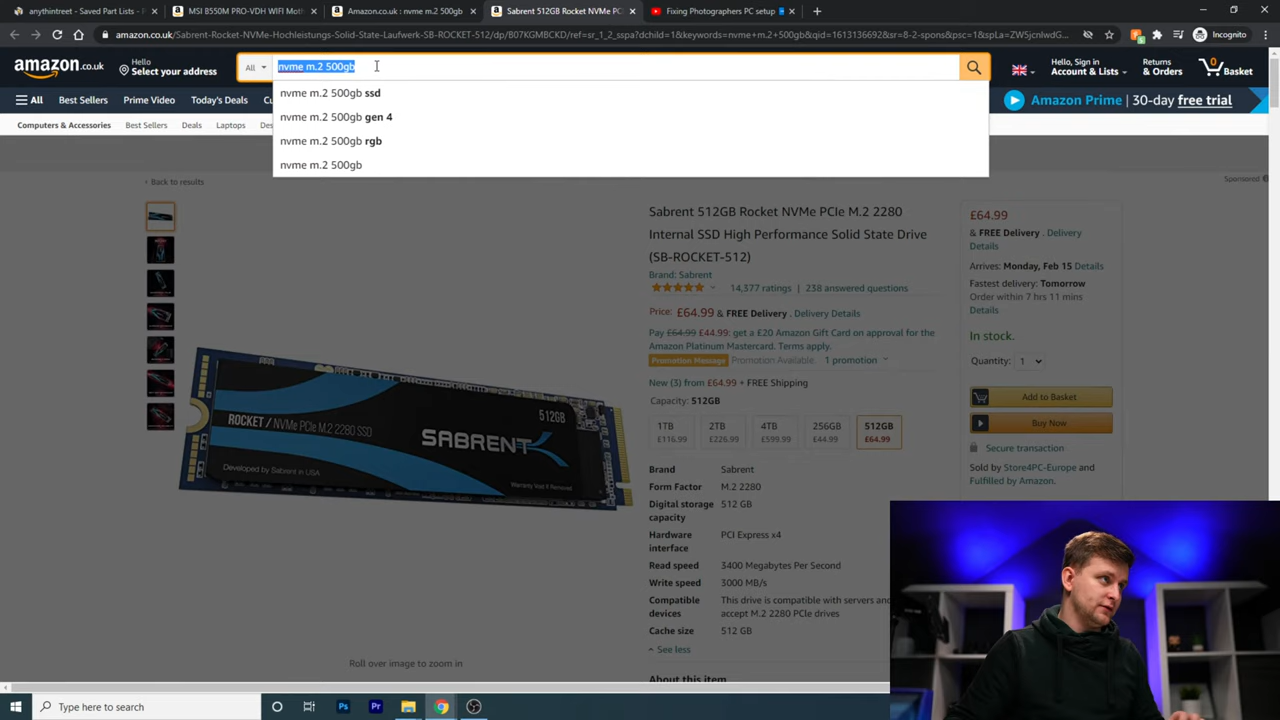 anythintreet – Saved Part Lists - P
MSI B550M PRO-VDH WIFI Moth
Amazon.co.uk : nvme m.2 500gb
Sabrent 512GB Rocket NVMe PC
Fixing Photographers PC setup
amazon.co.uk/Sabrent-Rocket-NVMe-Hochleistungs-Solid-State-Laufwerk-SB-ROCKET-512/dp/B07KGMBCKD/ref=sr_1_2_sspa?dchild=1&keywords=nvme+m.2+500gb&qid=1613136692&sr=8-2-spons&psc=1&spLa=
Incognito
amazon.co.uk
Hello
Select your address
All
nvme m.2 500gb
Hello, Sign in
Account & Lists
Returns
& Orders
0
Basket
nvme m.2 500gb ssd
nvme m.2 500gb gen 4
nvme m.2 500gb rgb
nvme m.2 500gb
All
Today's Deals
Amazon Prime
30-day free trial
Computers & Accessories
Best Sellers
Deals
Laptops
‹ Back to results
Sponsored
Sabrent 512GB Rocket NVMe PCIe M.2 2280
Internal SSD High Performance Solid State Drive
(SB-ROCKET-512)
Brand: Sabrent
14,377 ratings | 238 answered questions
Price: £64.99 & FREE Delivery. Delivery Details
Pay £64.99 £44.99: get a £20 Amazon Gift Card on approval for the
Amazon Platinum Mastercard. Terms apply.
Promotion Message Promotion Available: 1 promotion
New (3) from £64.99 + FREE Shipping
Capacity: 512GB
1TB
£116.99
2TB
£226.99
4TB
£599.99
256GB
£44.99
512GB
£64.99
Brand Sabrent
Form Factor M.2 2280
Digital storage
capacity
512 GB
Hardware
interface
PCI Express x4
Read speed 3400 Megabytes Per Second
Write speed 3000 MB/s
Compatible
devices
This drive is compatible with servers and
accept M.2 2280 PCIe drives
Cache size 512 GB
See less
About this item
£64.99
& FREE Delivery. Delivery
Details
Arrives: Monday, Feb 15 Details
Fastest delivery: Tomorrow
Order within 7 hrs 11 mins
Details
In stock.
Quantity: 1
Add to Basket
Buy Now
Secure transaction
Sold by Store4PC-Europe and
Fulfilled by Amazon.
ROCKET / NVMe PCIe M.2 2280 SSD
512GB
SABRENT
Developed by Sabrent in USA
Warranty Void If Removed
Roll over image to zoom in
Type here to search
Ps
Pr